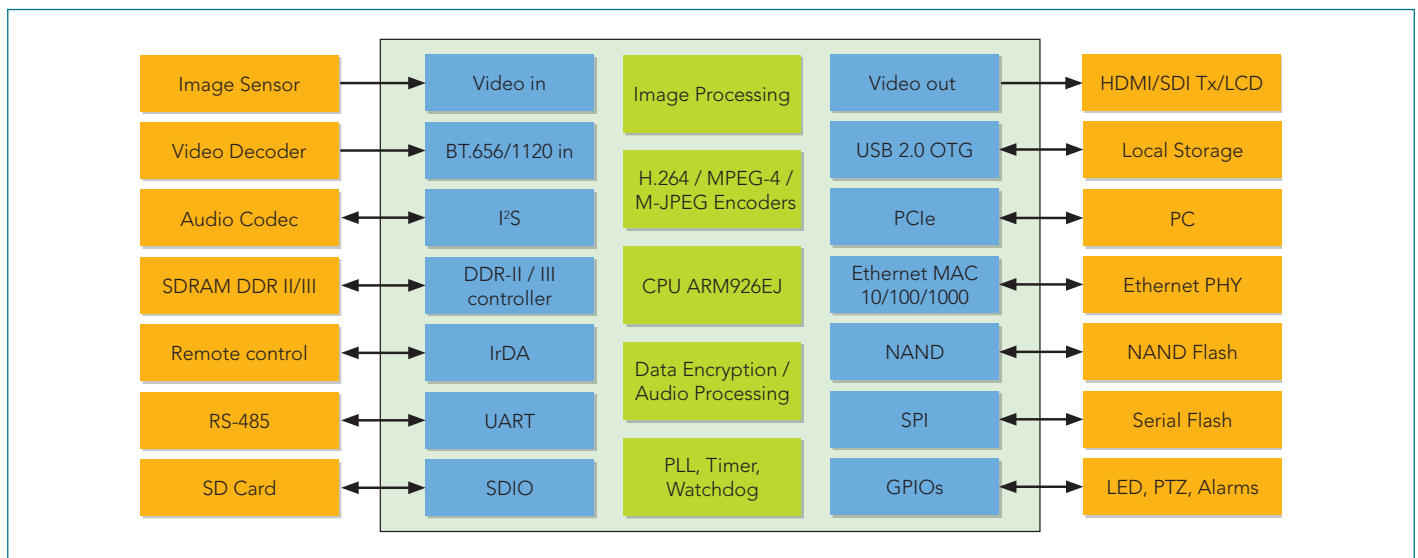 Image Sensor
Video in
Image Processing
Video out
HDMI/SDI Tx/LCD
Video Decoder
BT.656/1120 in
H.264 / MPEG-4 /
M-JPEG Encoders
USB 2.0 OTG
Local Storage
Audio Codec
I²S
PCIe
PC
SDRAM DDR II/III
DDR-II / III
controller
CPU ARM926EJ
Ethernet MAC
10/100/1000
Ethernet PHY
Remote control
IrDA
Data Encryption /
Audio Processing
NAND
NAND Flash
RS-485
UART
SPI
Serial Flash
SD Card
SDIO
PLL, Timer,
Watchdog
GPIOs
LED, PTZ, Alarms